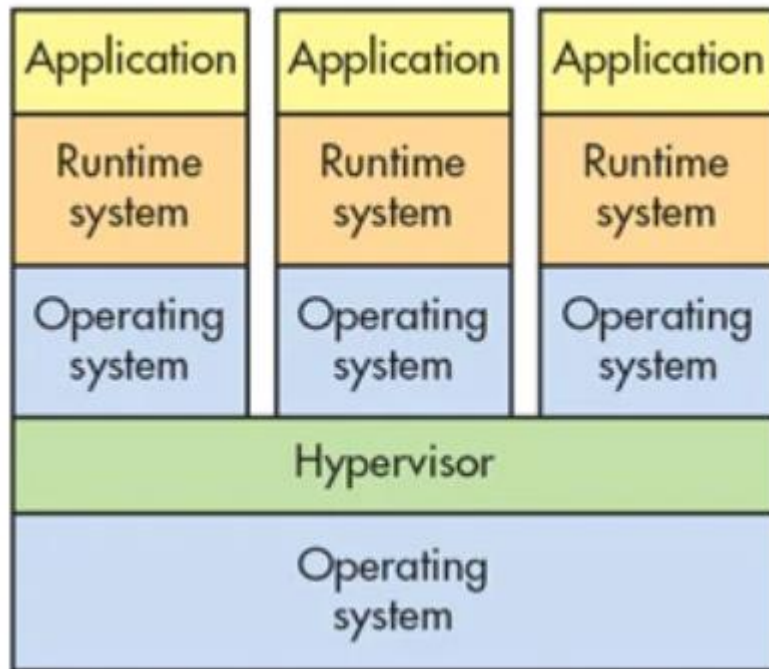 Application
Application
Application
Runtime
system
Runtime
system
Runtime
system
Operating
system
Operating
system
Operating
system
Hypervisor
Operating
system